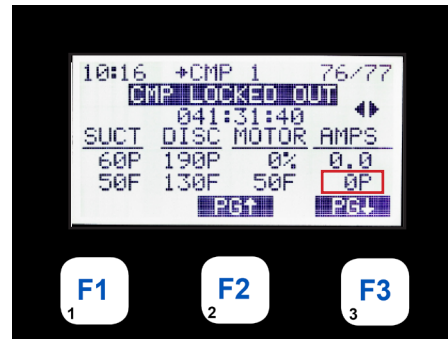 10:16 →CMP 1 76/77
CMP LOCKED OUT
041:31:40 ◀▶
SUCT DISC MOTOR AMPS
60P 190P 0% 0.0
50F 130F 50F 0P
PG↑ PG↓
F1 F2 F3
1 2 3